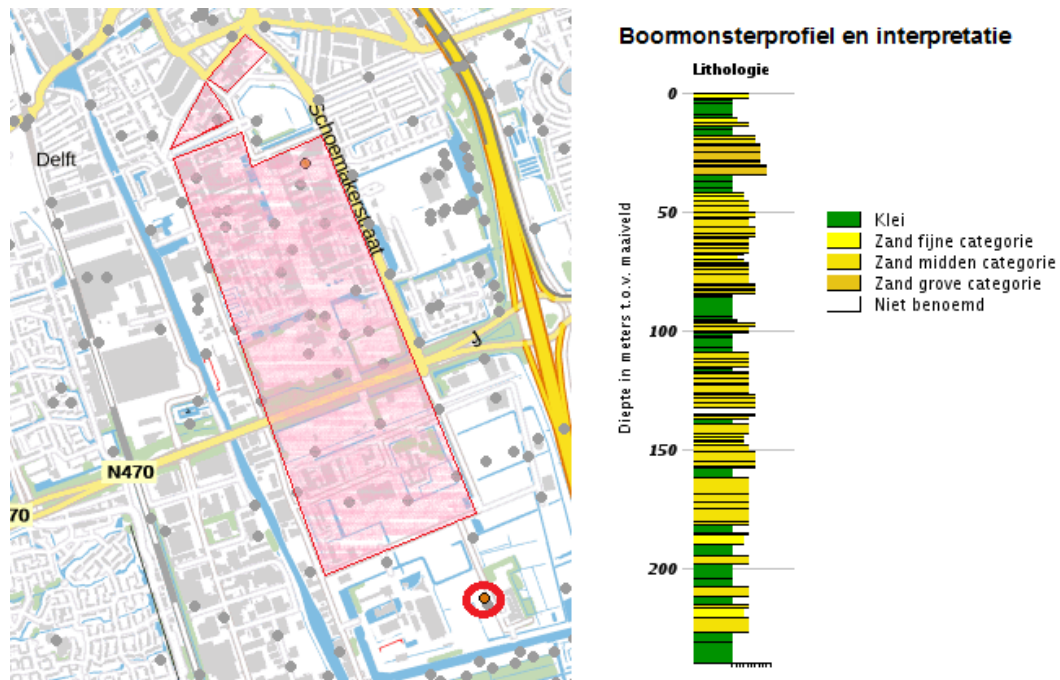 Delft
Schoemakerstraat
N470
70
Boormonsterprofiel en interpretatie
Lithologie
Diepte in meters t.o.v. maaiveld
0
50
100
150
200
Klei
Zand fijne categorie
Zand midden categorie
Zand grove categorie
Niet benoemd